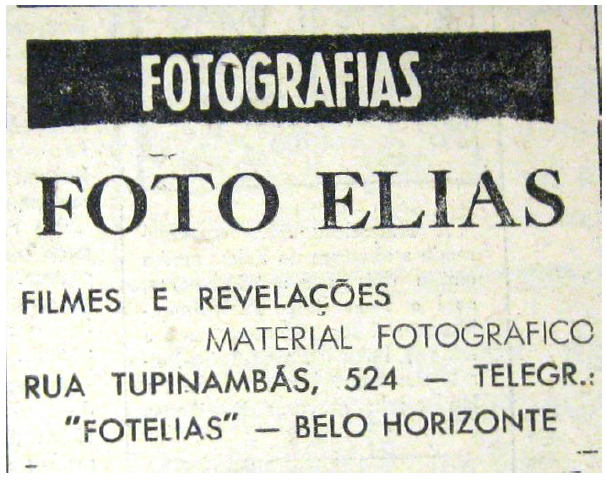 FOTOGRAFIAS
FOTO ELIAS
FILMES E REVELAÇÕES
MATERIAL FOTOGRAFICO
RUA TUPINAMBÁS, 524 — TELEGR.:
"FOTELIAS" — BELO HORIZONTE